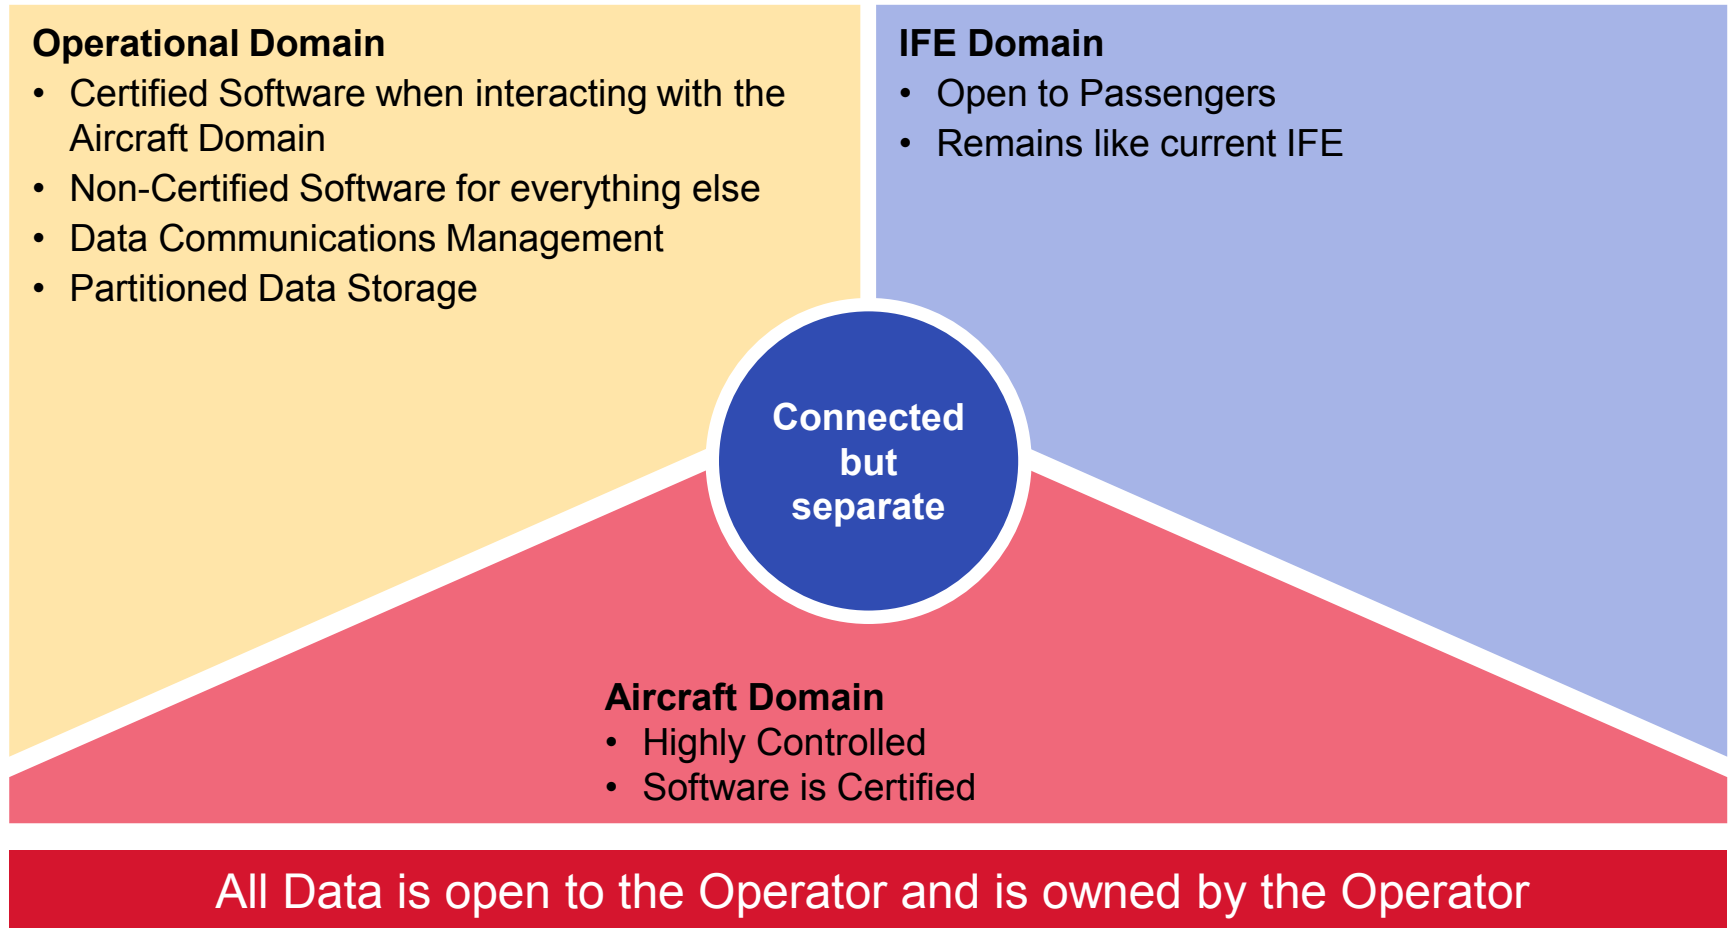 Operational Domain
• Certified Software when interacting with the
Aircraft Domain
• Non-Certified Software for everything else
• Data Communications Management
• Partitioned Data Storage
IFE Domain
• Open to Passengers
• Remains like current IFE
Connected
but
separate
Aircraft Domain
• Highly Controlled
• Software is Certified
All Data is open to the Operator and is owned by the Operator